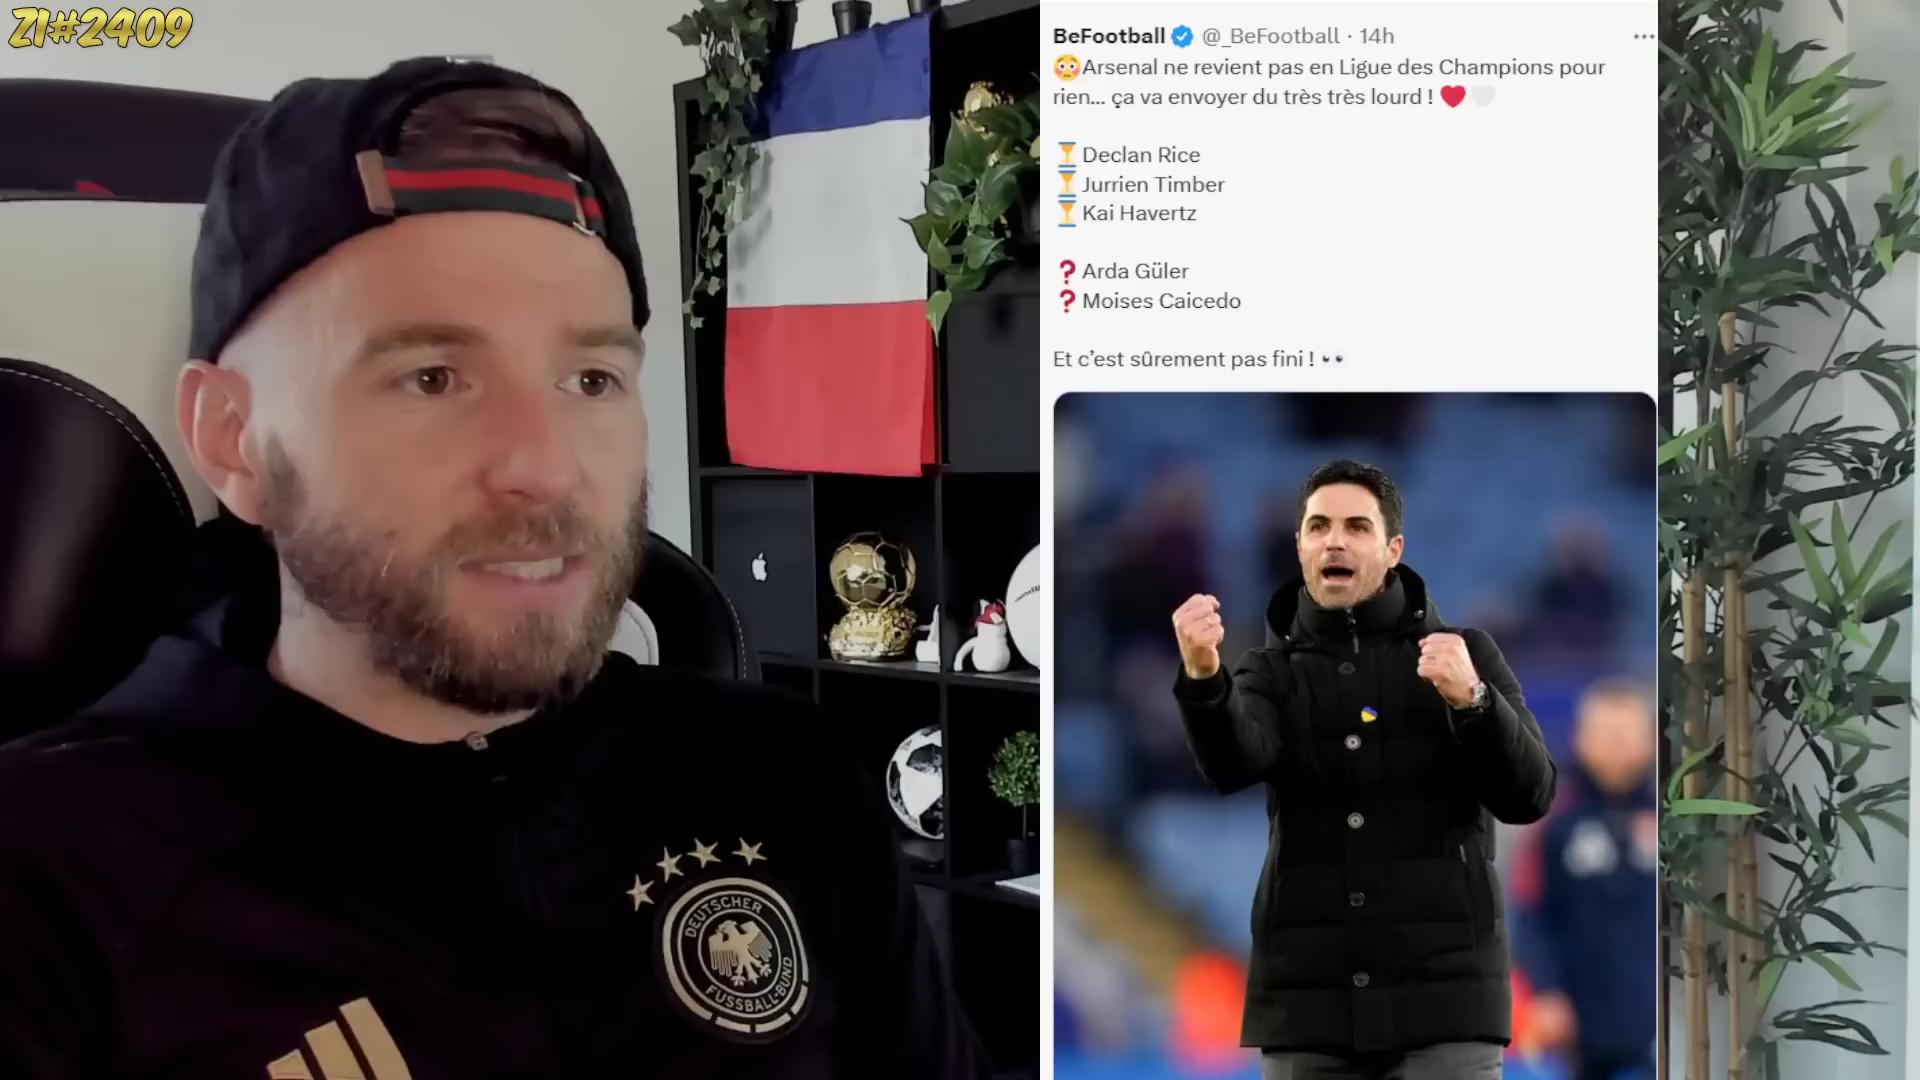 ZI#2409
BeFootball @_BeFootball · 14h
😳Arsenal ne revient pas en Ligue des Champions pour
rien... ça va envoyer du très très lourd ! ❤️🤍
⏳Declan Rice
⏳Jurrien Timber
⏳Kai Havertz
❓Arda Güler
❓Moises Caicedo
Et c’est sûrement pas fini ! 👀
DEUTSCHER
FUSSBALL-BUND